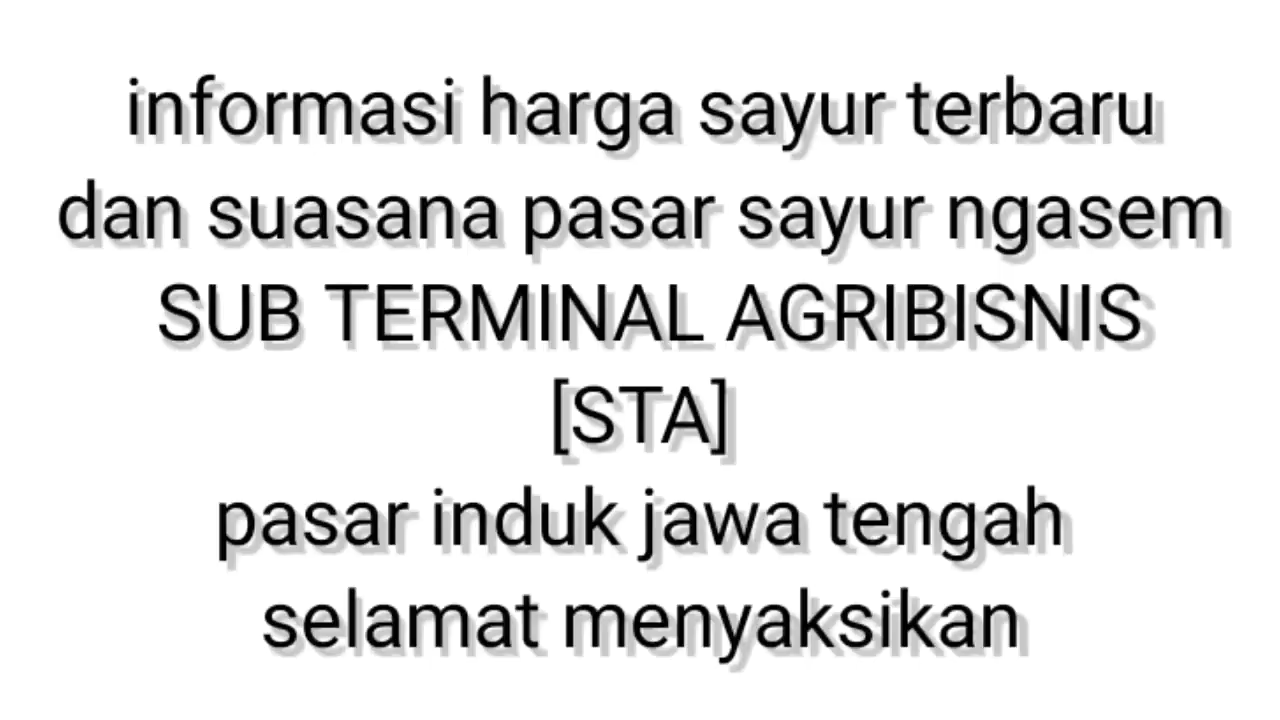 informasi harga sayur terbaru
dan suasana pasar sayur ngasem
SUB TERMINAL AGRIBISNIS
[STA]
pasar induk jawa tengah
selamat menyaksikan